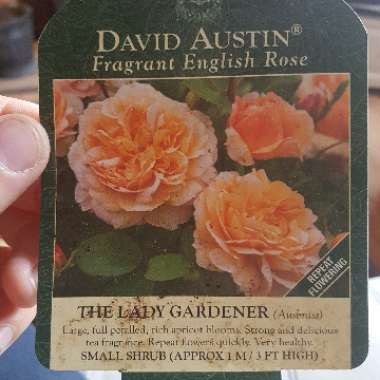 DAVID AUSTIN®
Fragrant English Rose
REPEAT
FLOWERING
THE LADY GARDENER (Ausbrass)
Large, full petalled, rich apricot blooms. Strong and delicious
tea fragrance. Repeat flowers quickly. Very healthy.
SMALL SHRUB (APPROX 1 M / 3 FT HIGH)